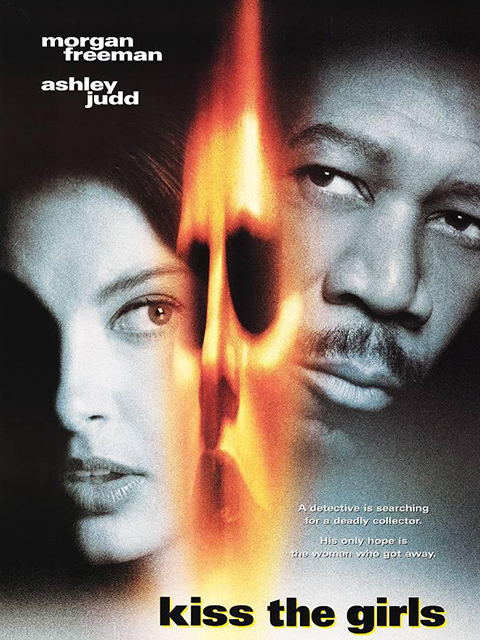 morgan
freeman
ashley
judd
A detective is searching
for a deadly collector.
His only hope is
the woman who got away.
kiss the girls